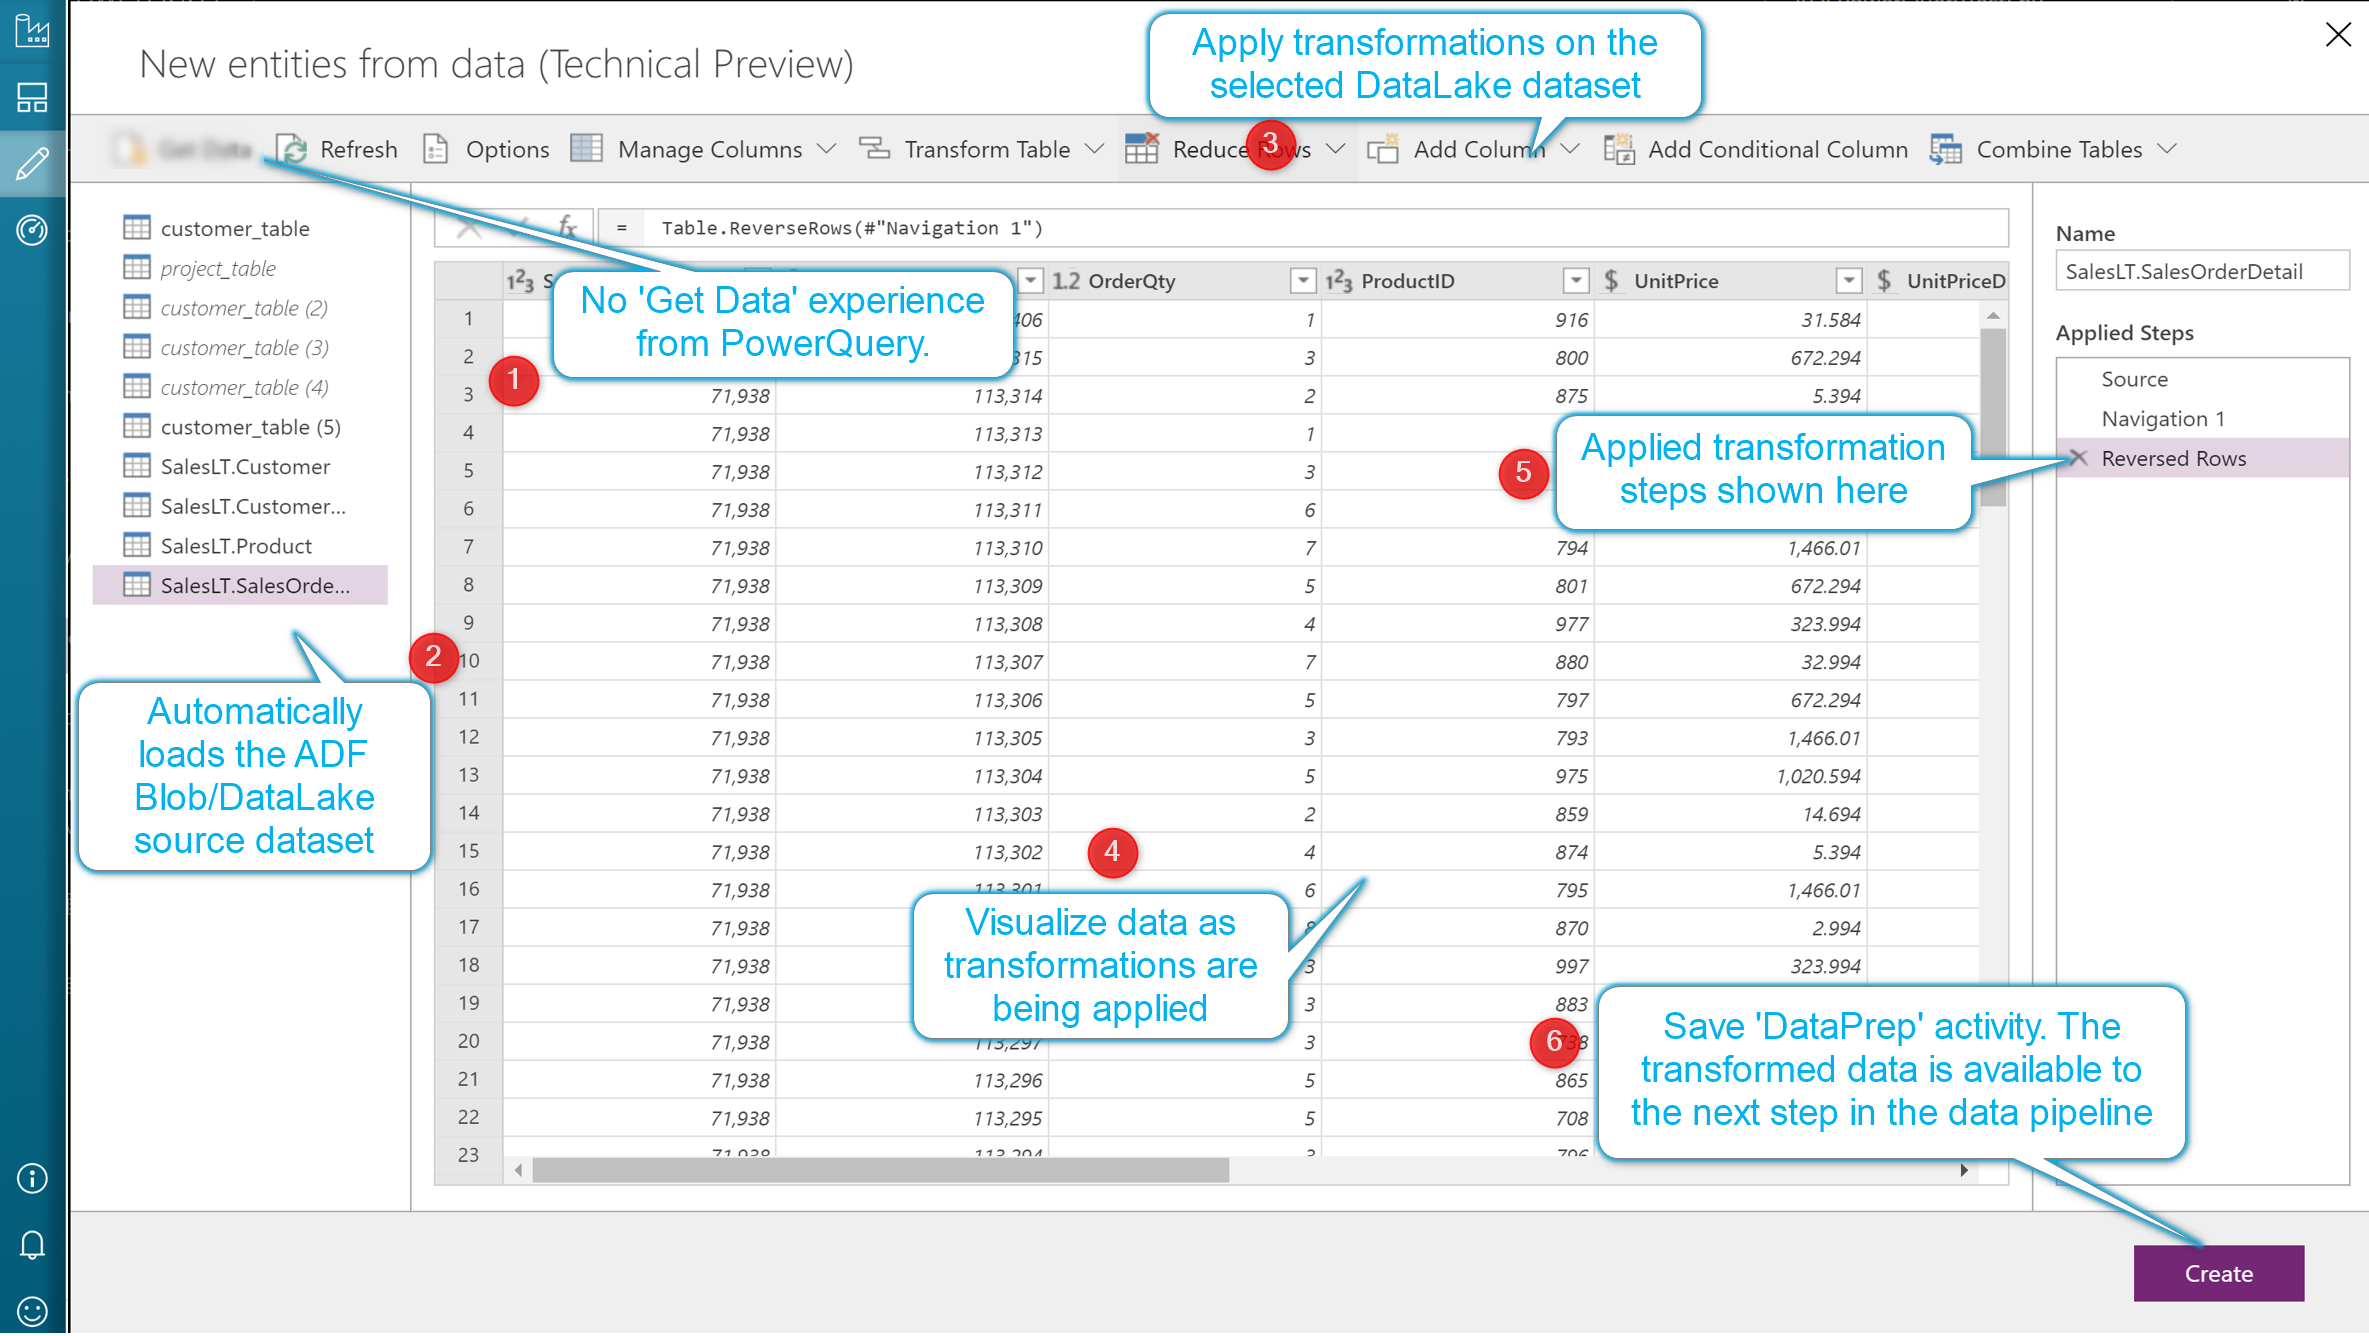 New entities from data (Technical Preview)
Apply transformations on the
selected DataLake dataset
Get Data
Refresh
Options
Manage Columns
Transform Table
Reduce Rows
3
Add Column
Add Conditional Column
Combine Tables
customer_table
project_table
customer_table (2)
customer_table (3)
customer_table (4)
customer_table (5)
SalesLT.Customer
SalesLT.Customer...
SalesLT.Product
SalesLT.SalesOrde...
2
Automatically
loads the ADF
Blob/DataLake
source dataset
fx = Table.ReverseRows(#"Navigation 1")
No 'Get Data' experience
from PowerQuery.
1
1²3 S 1.2 OrderQty 1²3 ProductID $ UnitPrice $ UnitPriceD
1 406 1 916 31.584
2 315 3 800 672.294
3 71,938 113,314 2 875 5.394
4 71,938 113,313 1
5 71,938 113,312 3
6 71,938 113,311 6
7 71,938 113,310 7 794 1,466.01
8 71,938 113,309 5 801 672.294
9 71,938 113,308 4 977 323.994
10 71,938 113,307 7 880 32.994
11 71,938 113,306 5 797 672.294
12 71,938 113,305 3 793 1,466.01
13 71,938 113,304 5 975 1,020.594
14 71,938 113,303 2 859 14.694
15 71,938 113,302 4 874 5.394
16 71,938 113,301 6 795 1,466.01
17 71,938 8 870 2.994
18 71,938 3 997 323.994
19 71,938 3 883
20 71,938 113,297 3 738
21 71,938 113,296 5 865
22 71,938 113,295 5 708
23 71,938 113,294 3 796
4
Visualize data as
transformations are
being applied
5
Applied transformation
steps shown here
6
Save 'DataPrep' activity. The
transformed data is available to
the next step in the data pipeline
Name
SalesLT.SalesOrderDetail
Applied Steps
Source
Navigation 1
Reversed Rows
Create